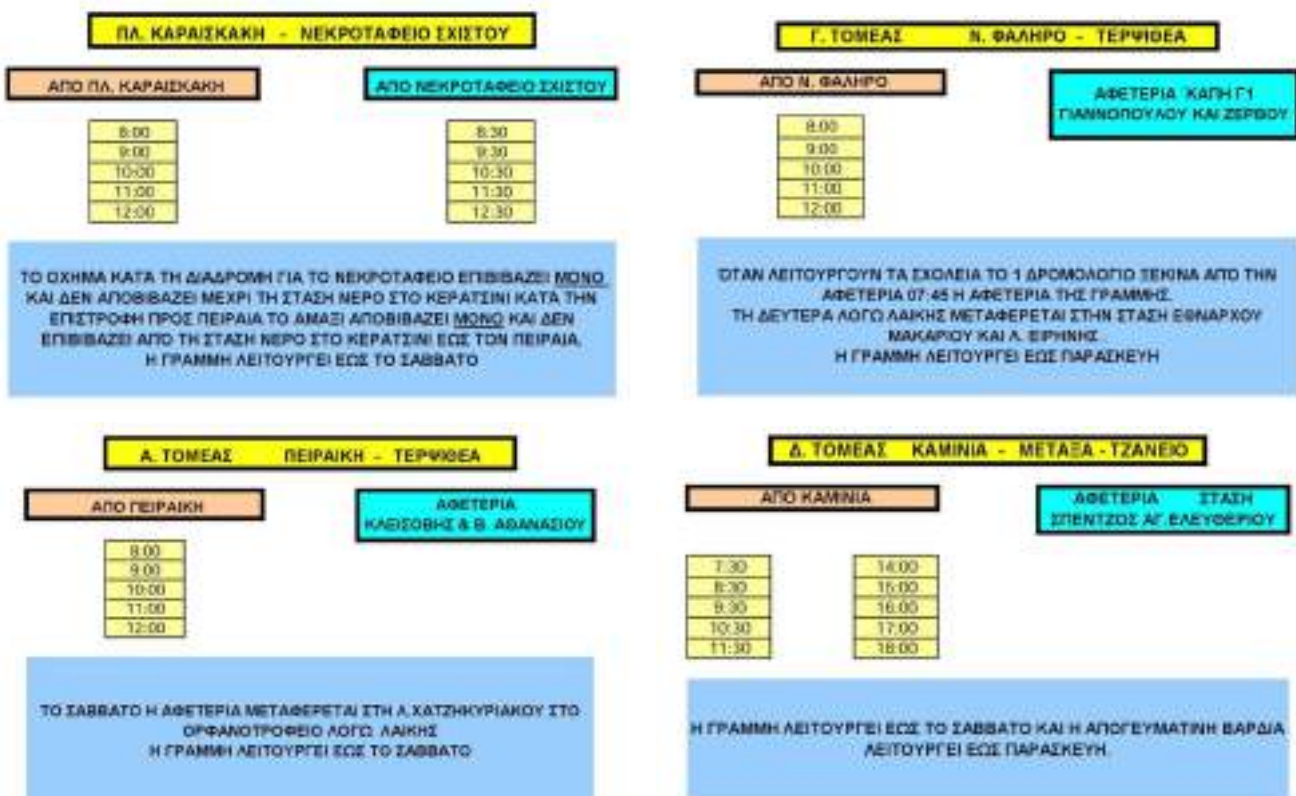 ΠΛ. ΚΑΡΑΙΣΚΑΚΗ - ΝΕΚΡΟΤΑΦΕΙΟ ΣΧΙΣΤΟΥ
ΑΠΟ ΠΛ. ΚΑΡΑΙΣΚΑΚΗ
ΑΠΟ ΝΕΚΡΟΤΑΦΕΙΟ ΣΧΙΣΤΟΥ
8:00 8:30
9:00 9:30
10:00 10:30
11:00 11:30
12:00 12:30
ΤΟ ΟΧΗΜΑ ΚΑΤΑ ΤΗ ΔΙΑΔΡΟΜΗ ΓΙΑ ΤΟ ΝΕΚΡΟΤΑΦΕΙΟ ΕΠΙΒΙΒΑΖΕΙ ΜΟΝΟ
ΚΑΙ ΔΕΝ ΑΠΟΒΙΒΑΖΕΙ ΜΕΧΡΙ ΤΗ ΣΤΑΣΗ ΝΕΡΟ ΣΤΟ ΚΕΡΑΤΣΙΝΙ ΚΑΤΑ ΤΗΝ
ΕΠΙΣΤΡΟΦΗ ΠΡΟΣ ΠΕΙΡΑΙΑ ΤΟ ΑΜΑΞΙ ΑΠΟΒΙΒΑΖΕΙ ΜΟΝΟ ΚΑΙ ΔΕΝ
ΕΠΙΒΙΒΑΖΕΙ ΑΠΟ ΤΗ ΣΤΑΣΗ ΝΕΡΟ ΣΤΟ ΚΕΡΑΤΣΙΝΙ ΕΩΣ ΤΟΝ ΠΕΙΡΑΙΑ.
Η ΓΡΑΜΜΗ ΛΕΙΤΟΥΡΓΕΙ ΕΩΣ ΤΟ ΣΑΒΒΑΤΟ
Γ. ΤΟΜΕΑΣ Ν. ΦΑΛΗΡΟ - ΤΕΡΨΙΘΕΑ
ΑΠΟ Ν. ΦΑΛΗΡΟ
ΑΦΕΤΕΡΙΑ ΚΑΠΗ Γ1
ΓΙΑΝΝΟΠΟΥΛΟΥ ΚΑΙ ΖΕΡΒΟΥ
8:00
9:00
10:00
11:00
12:00
ΌΤΑΝ ΛΕΙΤΟΥΡΓΟΥΝ ΤΑ ΣΧΟΛΕΙΑ ΤΟ 1 ΔΡΟΜΟΛΟΓΙΟ ΞΕΚΙΝΑ ΑΠΟ ΤΗΝ
ΑΦΕΤΕΡΙΑ 07:45 Η ΑΦΕΤΕΡΙΑ ΤΗΣ ΓΡΑΜΜΗΣ.
ΤΗ ΔΕΥΤΕΡΑ ΛΟΓΩ ΛΑΙΚΗΣ ΜΕΤΑΦΕΡΕΤΑΙ ΣΤΗΝ ΣΤΑΣΗ ΕΘΝΑΡΧΟΥ
ΜΑΚΑΡΙΟΥ ΚΑΙ Λ. ΕΙΡΗΝΗΣ.
Η ΓΡΑΜΜΗ ΛΕΙΤΟΥΡΓΕΙ ΕΩΣ ΠΑΡΑΣΚΕΥΗ
Α. ΤΟΜΕΑΣ ΠΕΙΡΑΙΚΗ - ΤΕΡΨΙΘΕΑ
ΑΠΟ ΠΕΙΡΑΙΚΗ
ΑΦΕΤΕΡΙΑ
ΚΛΕΙΣΟΒΗΣ & Β. ΑΘΑΝΑΣΙΟΥ
8:00
9:00
10:00
11:00
12:00
ΤΟ ΣΑΒΒΑΤΟ Η ΑΦΕΤΕΡΙΑ ΜΕΤΑΦΕΡΕΤΑΙ ΣΤΗ Λ.ΧΑΤΖΗΚΥΡΙΑΚΟΥ ΣΤΟ
ΟΡΦΑΝΟΤΡΟΦΕΙΟ ΛΟΓΩ ΛΑΙΚΗΣ
Η ΓΡΑΜΜΗ ΛΕΙΤΟΥΡΓΕΙ ΕΩΣ ΤΟ ΣΑΒΒΑΤΟ
Δ. ΤΟΜΕΑΣ ΚΑΜΙΝΙΑ - ΜΕΤΑΞΑ - ΤΖΑΝΕΙΟ
ΑΠΟ ΚΑΜΙΝΙΑ
ΑΦΕΤΕΡΙΑ ΣΤΑΣΗ
ΣΠΕΝΤΖΟΣ ΑΓ.ΕΛΕΥΘΕΡΙΟΥ
7:30 14:00
8:30 15:00
9:30 16:00
10:30 17:00
11:30 18:00
Η ΓΡΑΜΜΗ ΛΕΙΤΟΥΡΓΕΙ ΕΩΣ ΤΟ ΣΑΒΒΑΤΟ ΚΑΙ Η ΑΠΟΓΕΥΜΑΤΙΝΗ ΒΑΡΔΙΑ
ΛΕΙΤΟΥΡΓΕΙ ΕΩΣ ΠΑΡΑΣΚΕΥΗ.